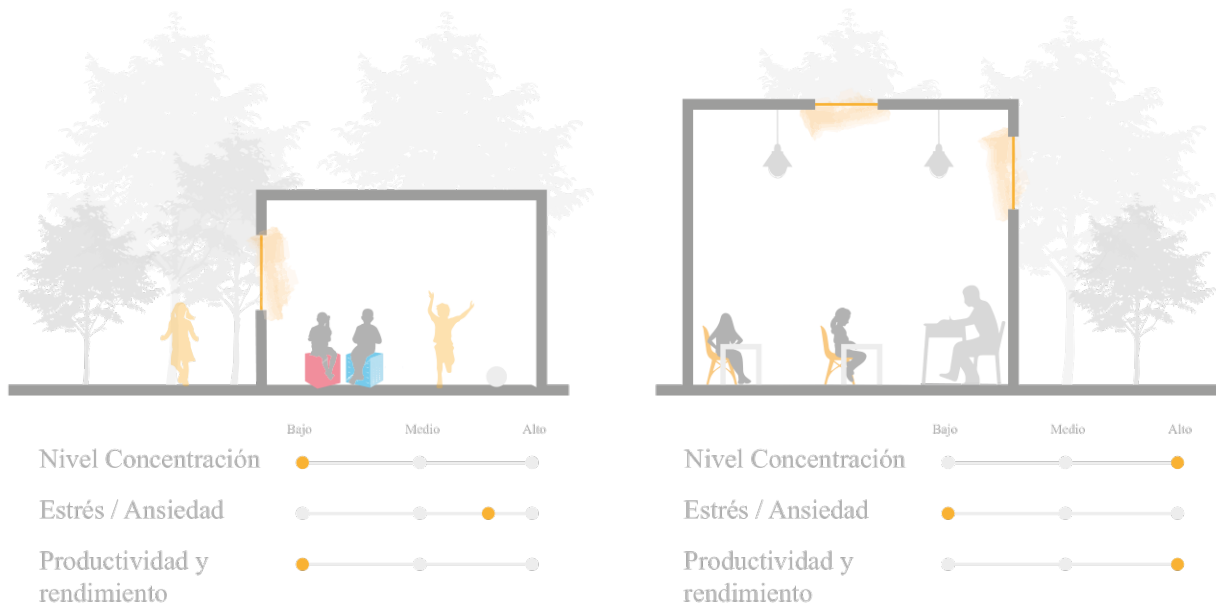 Bajo Medio Alto
Nivel Concentración
Estrés / Ansiedad
Productividad y
rendimiento
Bajo Medio Alto
Nivel Concentración
Estrés / Ansiedad
Productividad y
rendimiento